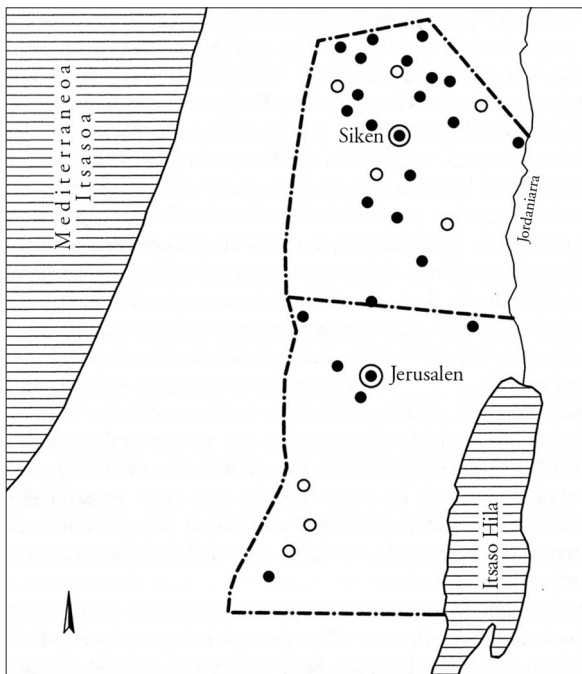 Mediterraneoa
Itsasoa
Siken
Jordaniarra
Jerusalen
Itsaso Hila